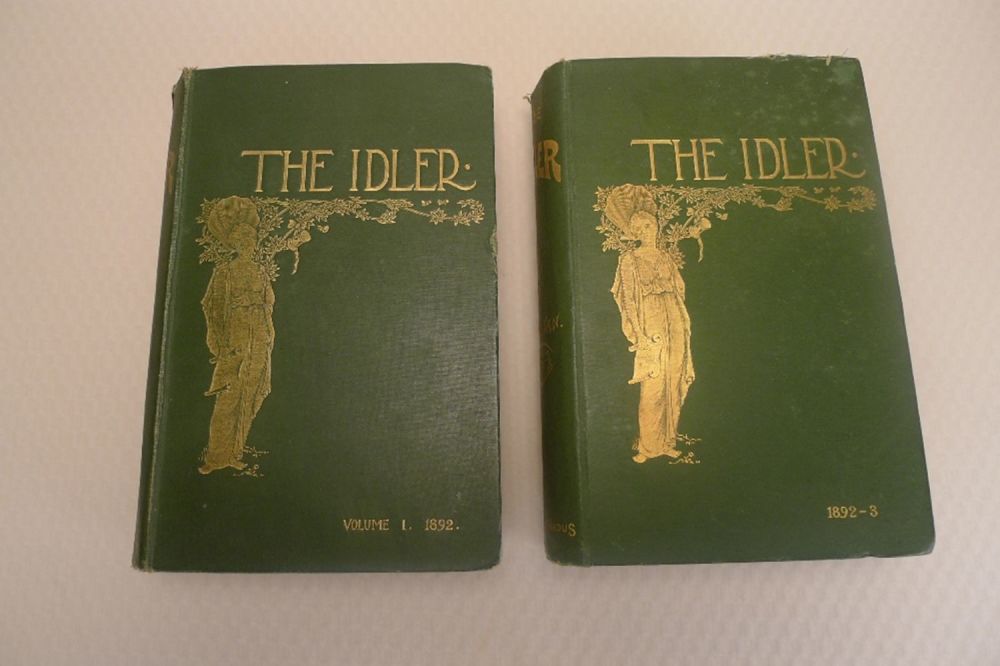 THE IDLER.
VOLUME I. 1892.
THE IDLER.
1892-3